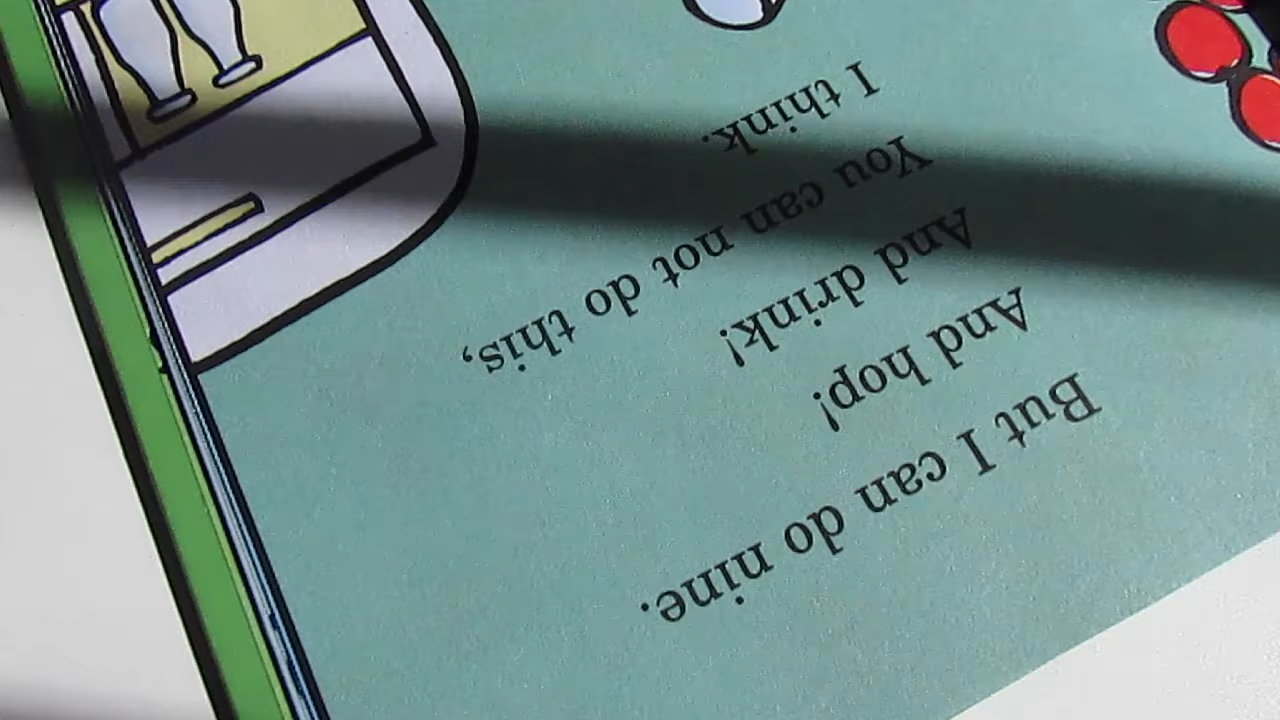 But I can do nine.
And hop!
And drink!
You can not do this,
I think.